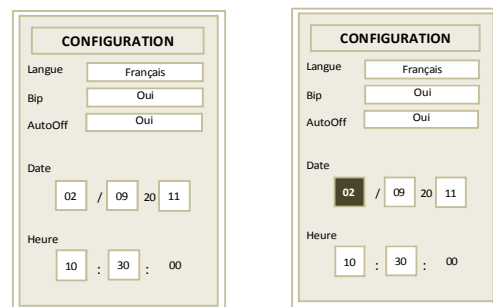 CONFIGURATION
Langue Français
Bip Oui
AutoOff Oui
Date
02 / 09 20 11
Heure
10 : 30 : 00
CONFIGURATION
Langue Français
Bip Oui
AutoOff Oui
Date
02 / 09 20 11
Heure
10 : 30 : 00